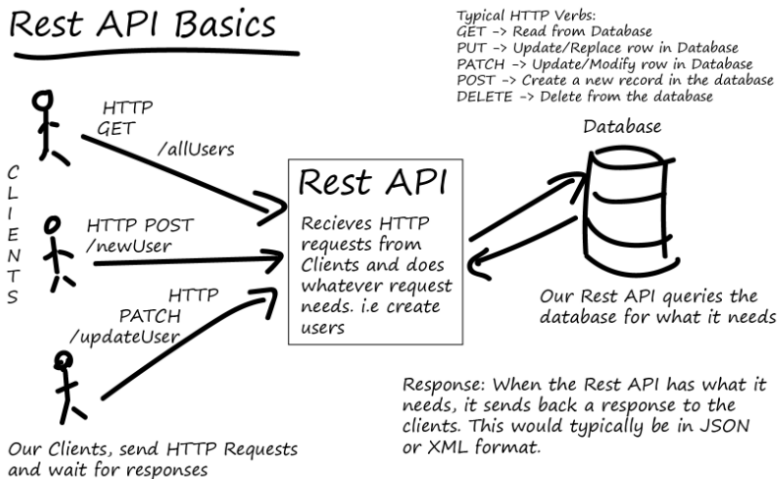 Rest API Basics
Typical HTTP Verbs:
GET -> Read from Database
PUT -> Update/Replace row in Database
PATCH -> Update/Modify row in Database
POST -> Create a new record in the database
DELETE -> Delete from the database
CLIENTS
HTTP
GET
/allUsers
HTTP POST
/newUser
HTTP
PATCH
/updateUser
Rest API
Recieves HTTP
requests from
Clients and does
whatever request
needs. i.e create
users
Database
Our Rest API queries the
database for what it needs
Our Clients, send HTTP Requests
and wait for responses
Response: When the Rest API has what it
needs, it sends back a response to the
clients. This would typically be in JSON
or XML format.